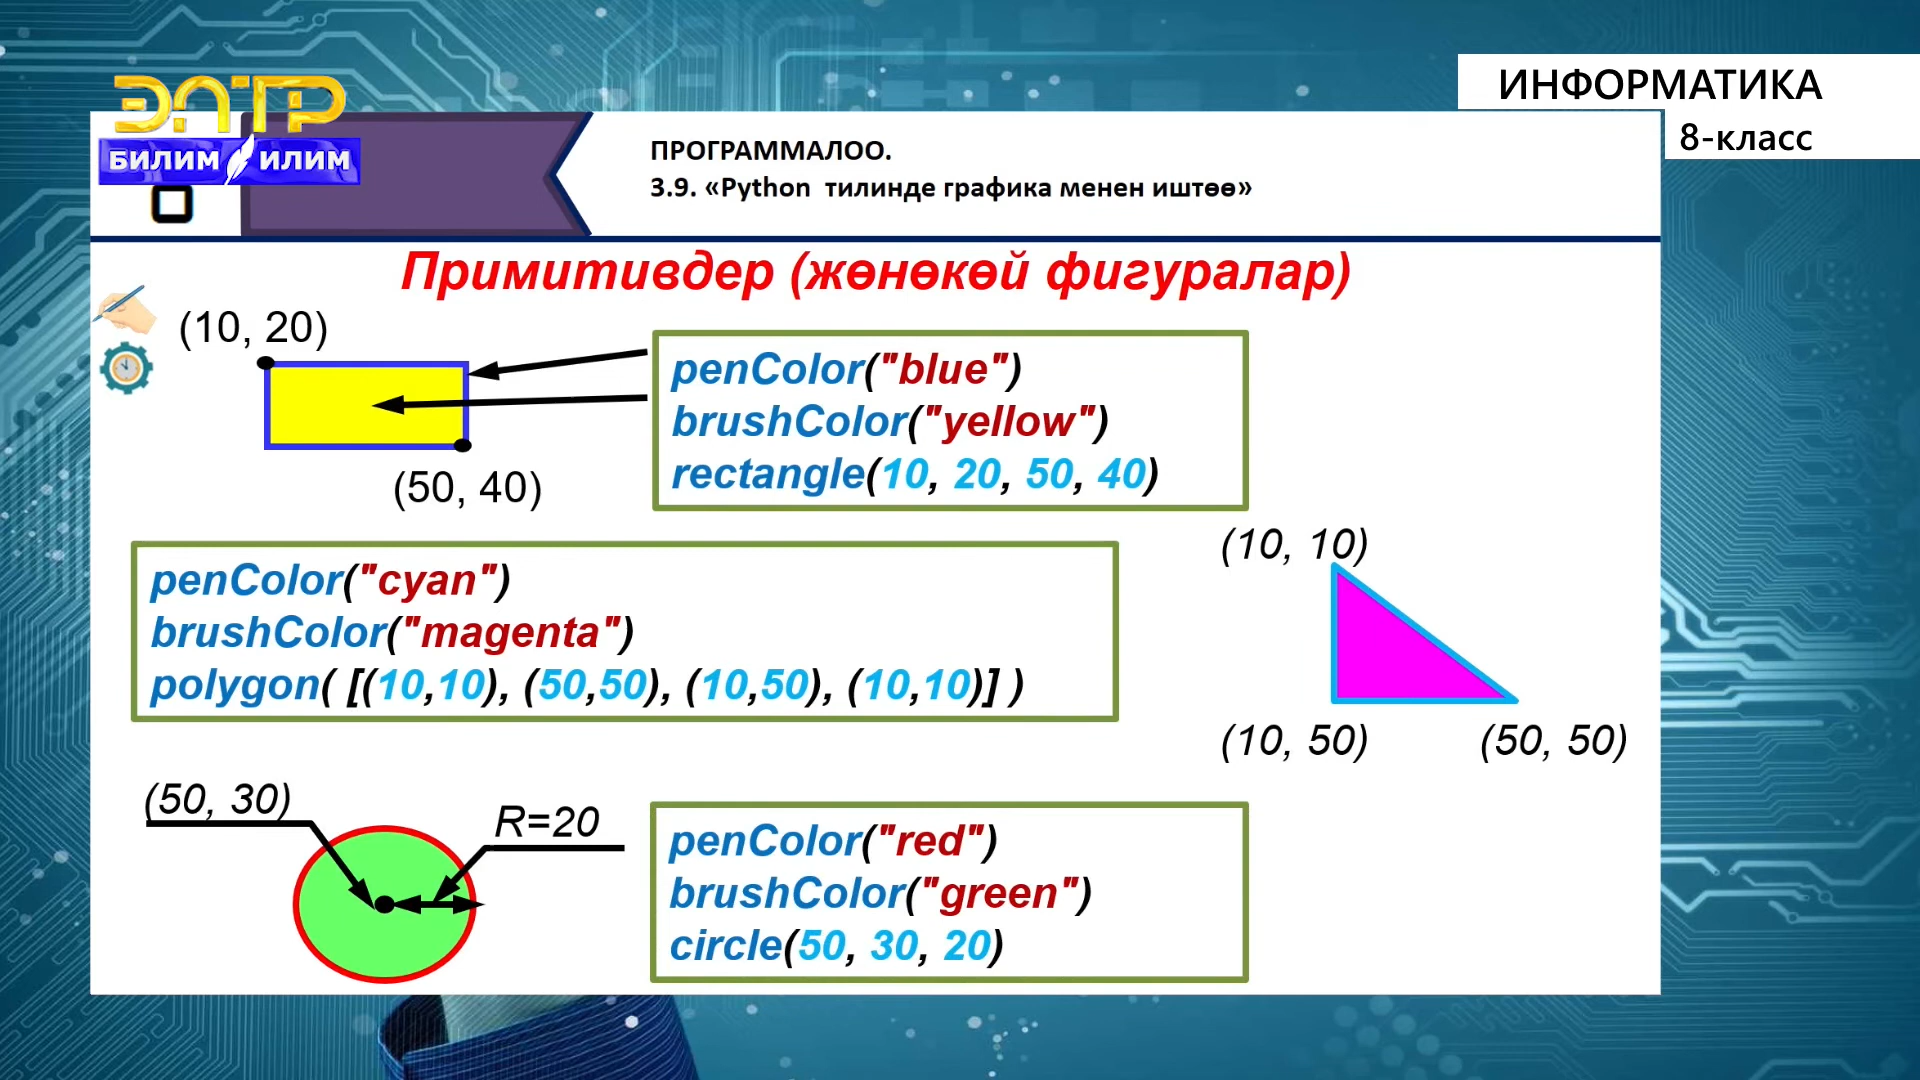 ЭЛТР
БИЛИМ ИЛИМ
ИНФОРМАТИКА
8-класс
ПРОГРАММАЛОО.
3.9. «Python тилинде графика менен иштөө»
Примитивдер (жөнөкөй фигуралар)
(10, 20)
(50, 40)
penColor("blue")
brushColor("yellow")
rectangle(10, 20, 50, 40)
penColor("cyan")
brushColor("magenta")
polygon( [(10,10), (50,50), (10,50), (10,10)] )
(10, 10)
(10, 50)
(50, 50)
(50, 30)
R=20
penColor("red")
brushColor("green")
circle(50, 30, 20)